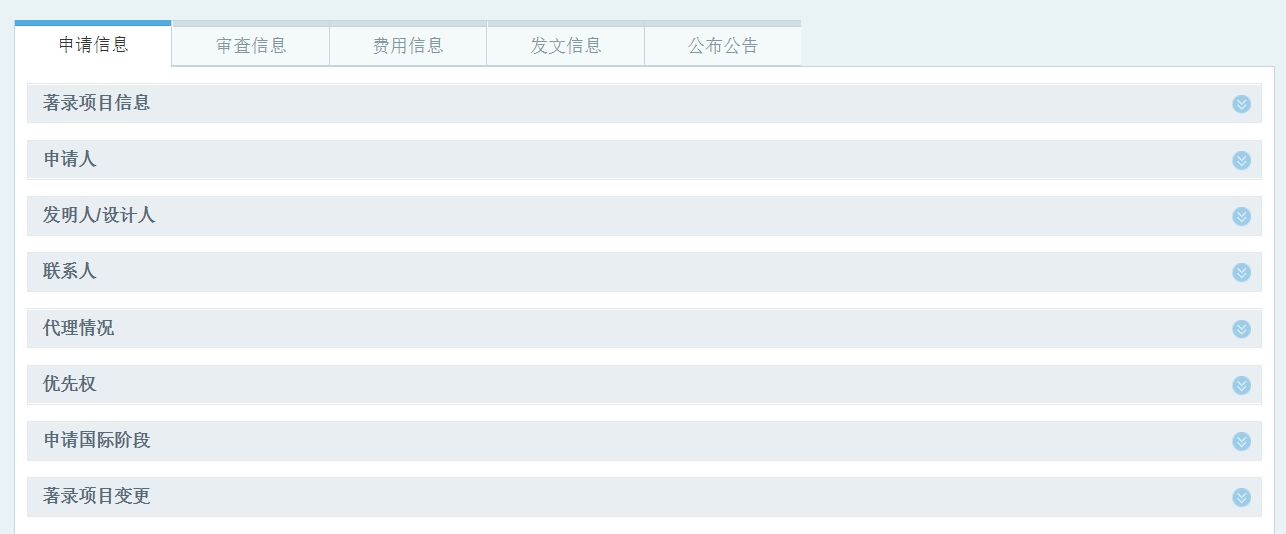 申请信息 审查信息 费用信息 发文信息 公布公告
著录项目信息
申请人
发明人/设计人
联系人
代理情况
优先权
申请国际阶段
著录项目变更